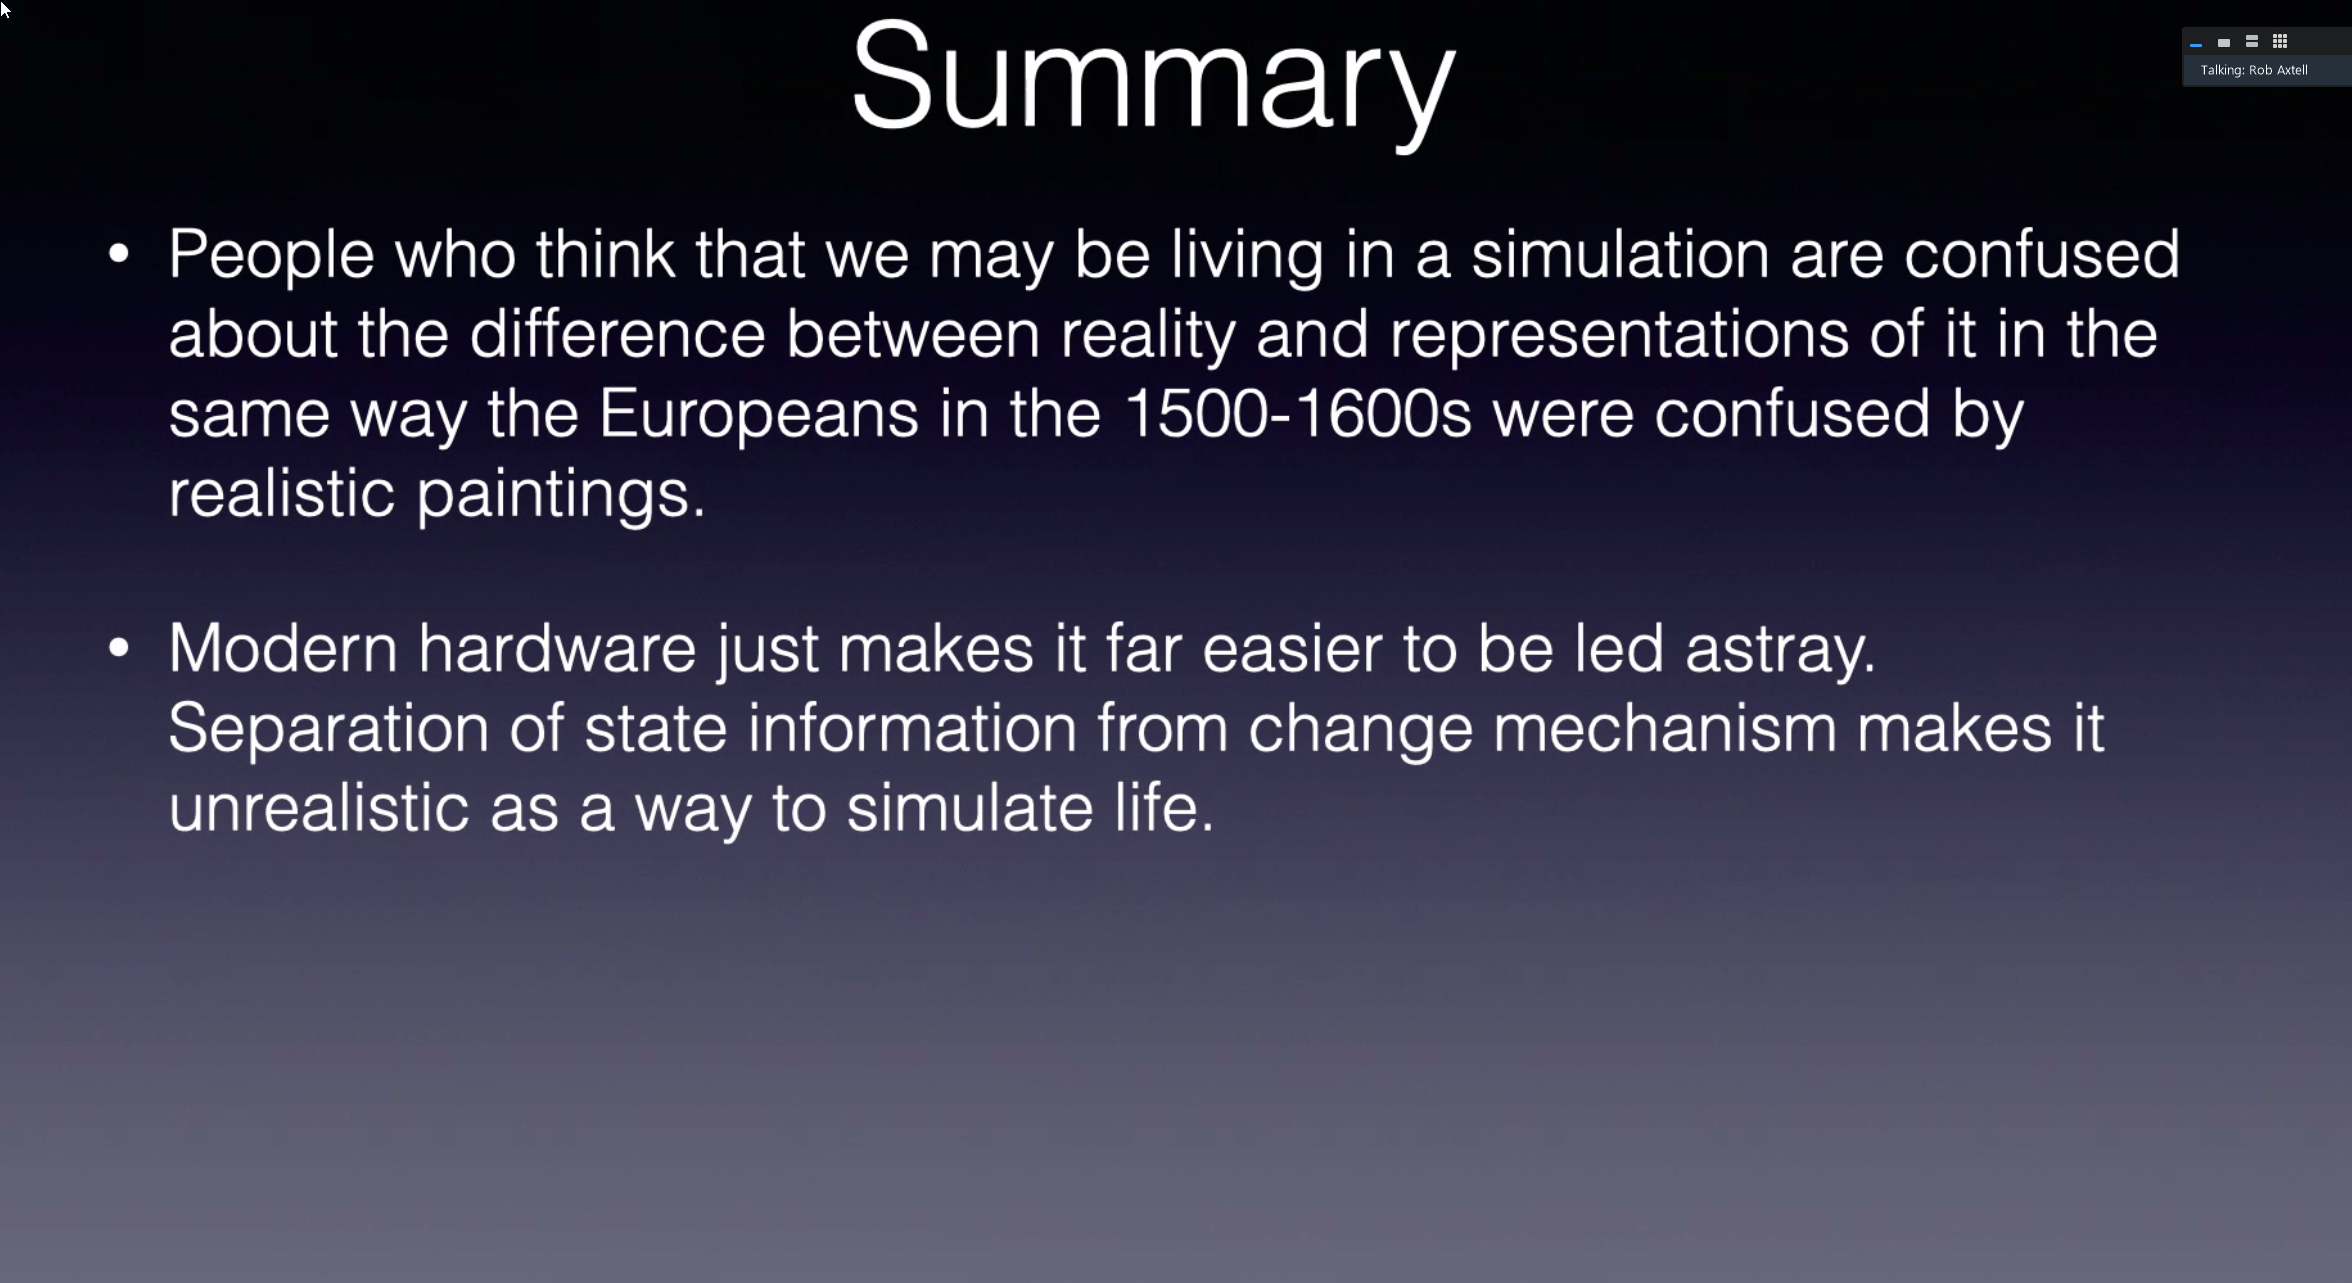 Summary
Talking: Rob Axtell
• People who think that we may be living in a simulation are confused
about the difference between reality and representations of it in the
same way the Europeans in the 1500-1600s were confused by
realistic paintings.
• Modern hardware just makes it far easier to be led astray.
Separation of state information from change mechanism makes it
unrealistic as a way to simulate life.